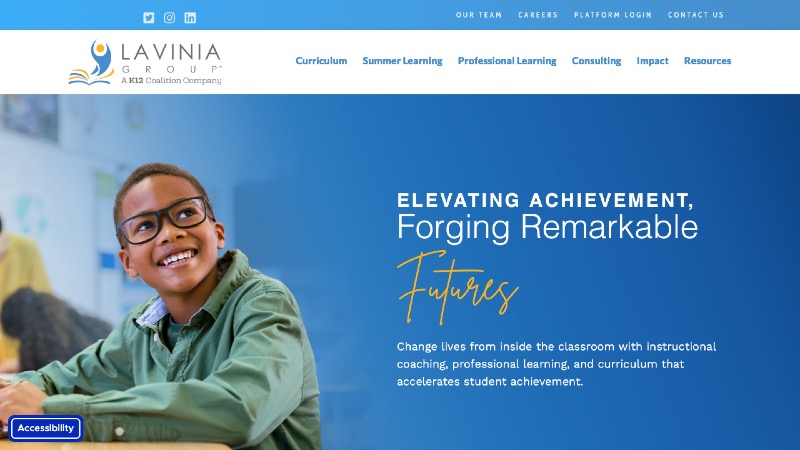 OUR TEAM CAREERS PLATFORM LOGIN CONTACT US
LAVINIA
GROUP
A K12 Coalition Company
Curriculum Summer Learning Professional Learning Consulting Impact Resources
ELEVATING ACHIEVEMENT,
Forging Remarkable
Futures
Change lives from inside the classroom with instructional
coaching, professional learning, and curriculum that
accelerates student achievement.
Accessibility